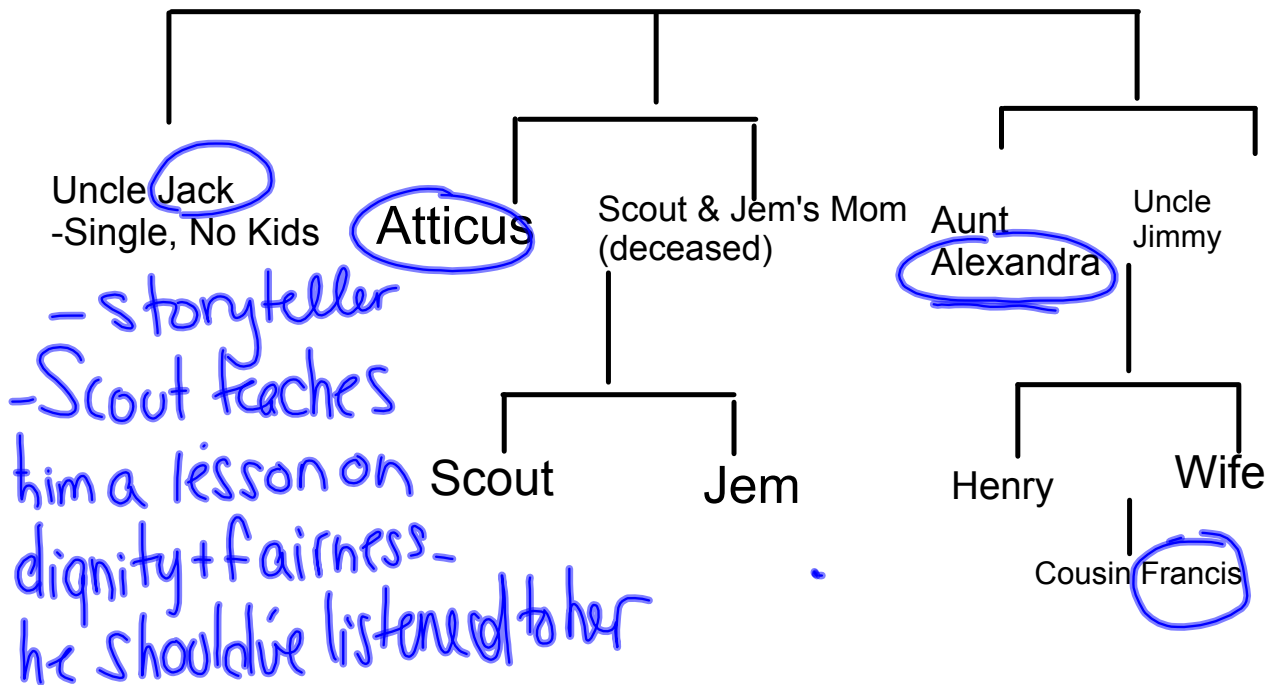 Uncle Jack
-Single, No Kids
Atticus
Scout & Jem's Mom
(deceased)
Aunt
Alexandra
Uncle
Jimmy
- storyteller
- Scout teaches
him a lesson on
dignity + fairness -
he should've listened to her
Scout
Jem
Henry
Wife
Cousin Francis